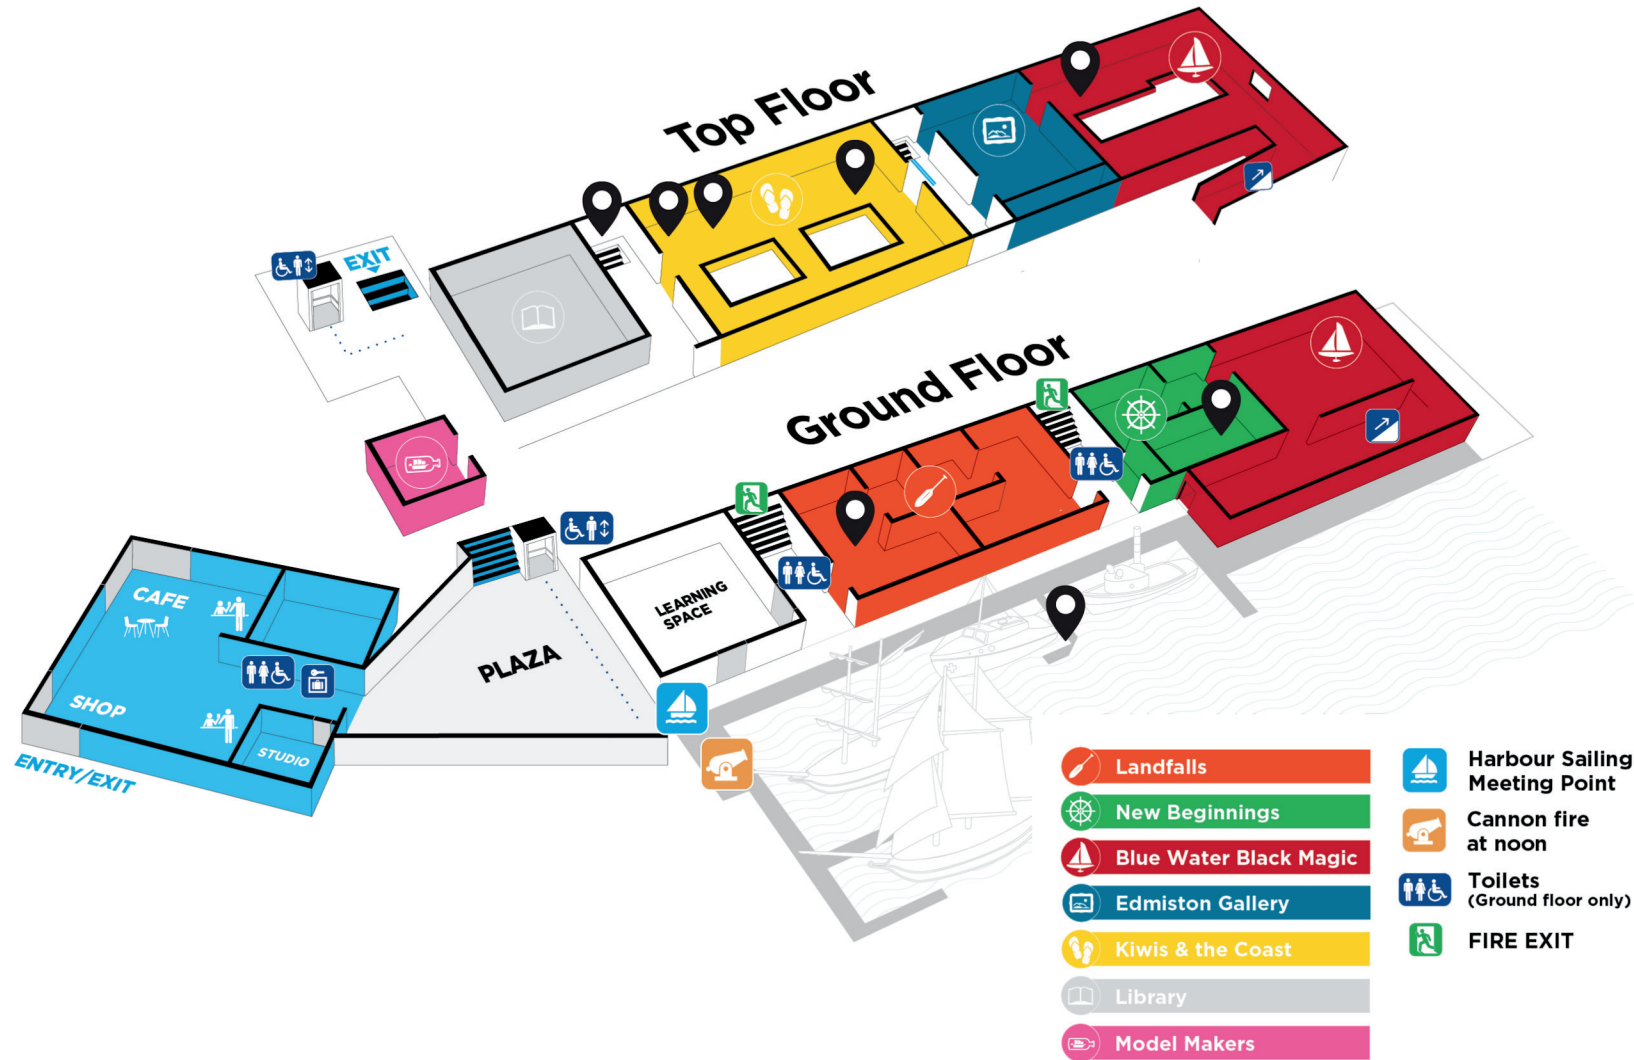 Top Floor
EXIT
Ground Floor
CAFE
LEARNING
SPACE
PLAZA
SHOP
STUDIO
ENTRY/EXIT
Landfalls
New Beginnings
Blue Water Black Magic
Edmiston Gallery
Kiwis & the Coast
Library
Model Makers
Harbour Sailing
Meeting Point
Cannon fire
at noon
Toilets
(Ground floor only)
FIRE EXIT